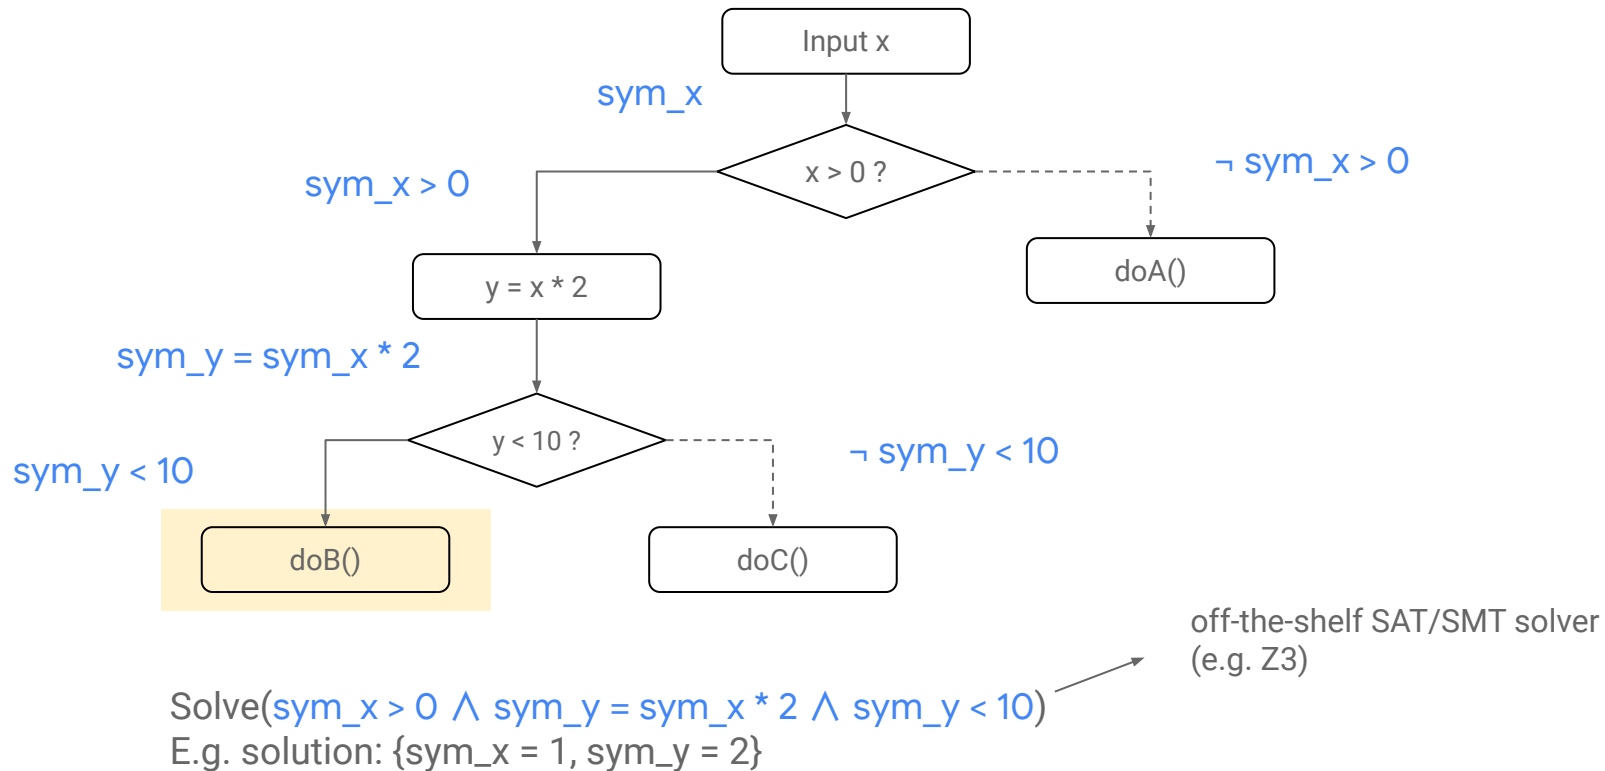 Input x
sym_x
x > 0 ?
¬ sym_x > 0
sym_x > 0
doA()
y = x * 2
sym_y = sym_x * 2
y < 10 ?
¬ sym_y < 10
sym_y < 10
doB()
doC()
off-the-shelf SAT/SMT solver
(e.g. Z3)
Solve(sym_x > 0 ∧ sym_y = sym_x * 2 ∧ sym_y < 10)
E.g. solution: {sym_x = 1, sym_y = 2}